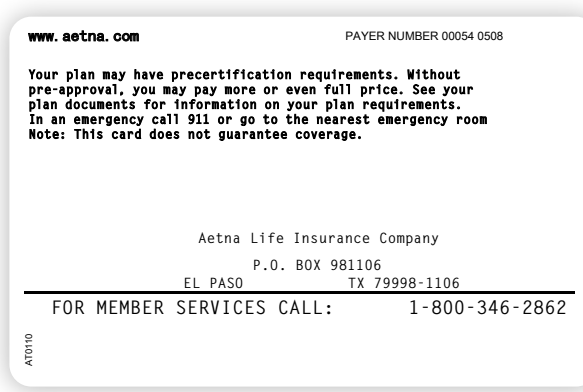 www.aetna.com PAYER NUMBER 00054 0508
Your plan may have precertification requirements. Without
pre-approval, you may pay more or even full price. See your
plan documents for information on your plan requirements.
In an emergency call 911 or go to the nearest emergency room
Note: This card does not guarantee coverage.
Aetna Life Insurance Company
P.O. BOX 981106
EL PASO TX 79998-1106
FOR MEMBER SERVICES CALL: 1-800-346-2862
AT0110